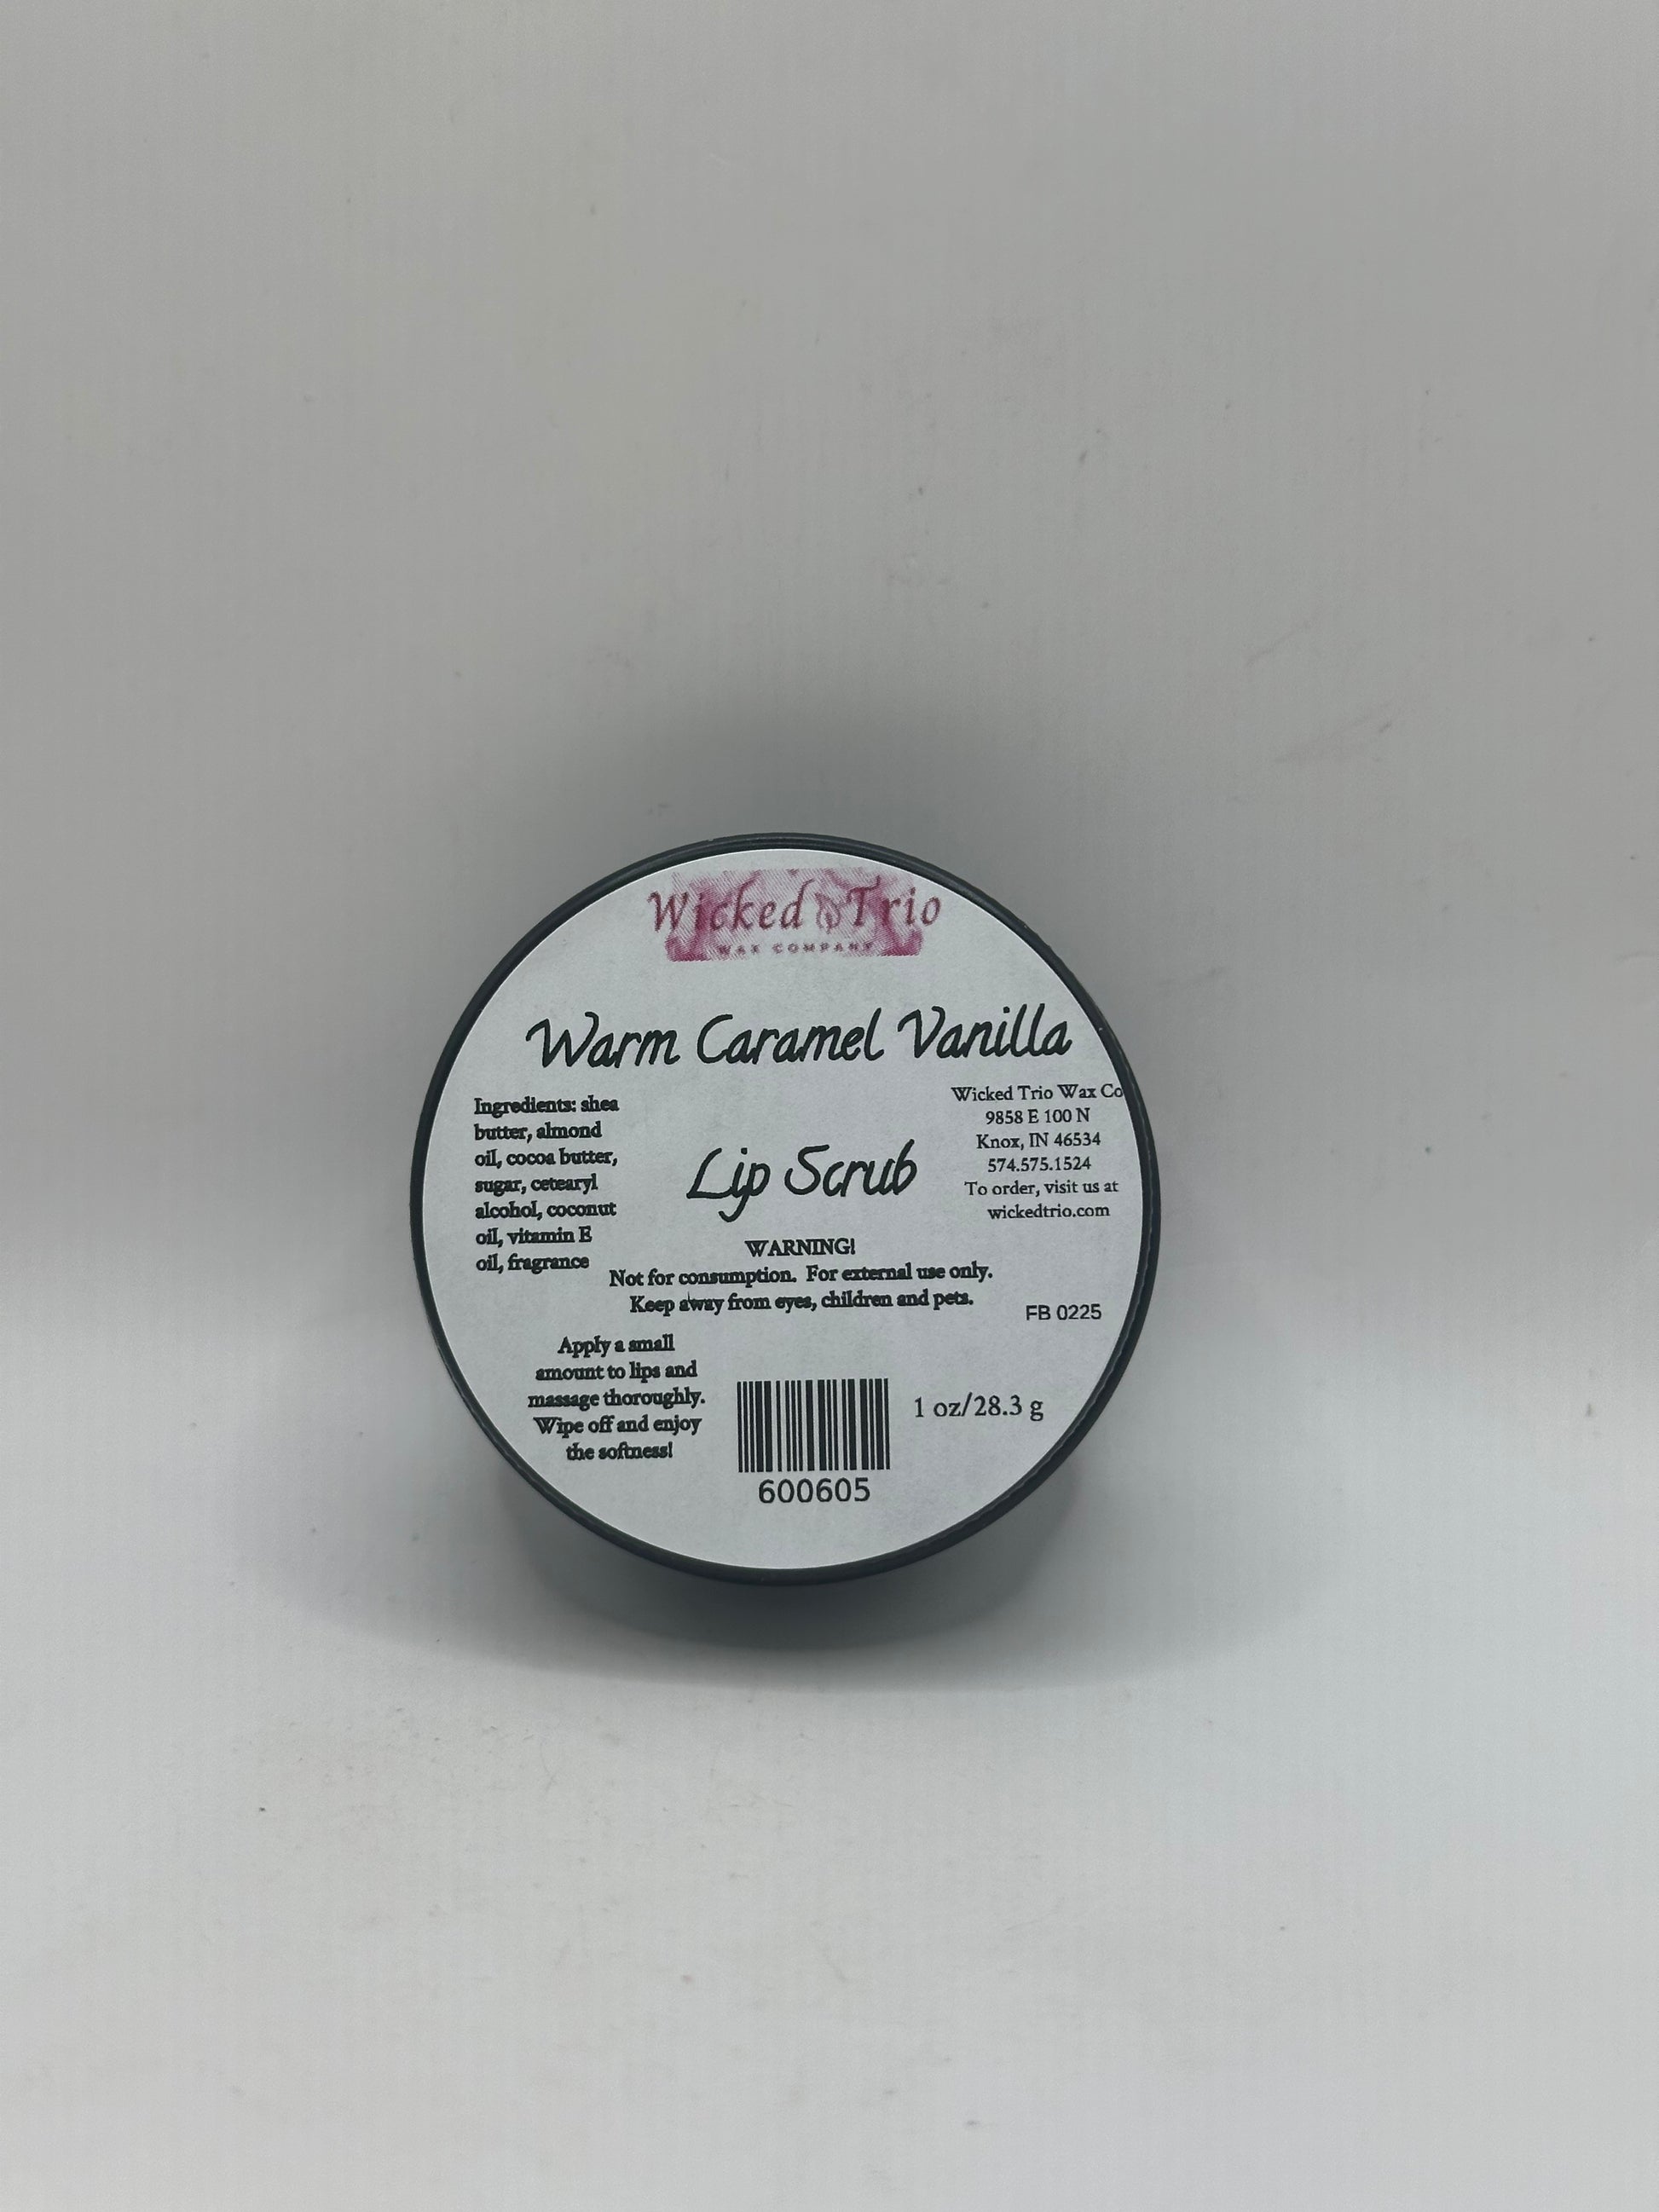 Wicked Trio
WAX COMPANY
Warm Caramel Vanilla
Ingredients: shea
butter, almond
oil, cocoa butter,
sugar, cetearyl
alcohol, coconut
oil, vitamin E
oil, fragrance
Lip Scrub
Wicked Trio Wax Co
9858 E 100 N
Knox, IN 46534
574.575.1524
To order, visit us at
wickedtrio.com
WARNING!
Not for consumption. For external use only.
Keep away from eyes, children and pets.
FB 0225
Apply a small
amount to lips and
massage thoroughly.
Wipe off and enjoy
the softness!
600605
1 oz/28.3 g